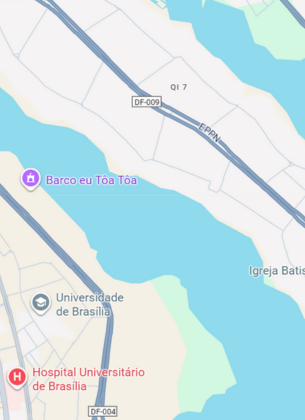 QI 7
DF-009
EPPN
Barco eu Tôa Tôa
Igreja Batis
Universidade
de Brasília
H
Hospital Universitário
de Brasília
DF-004